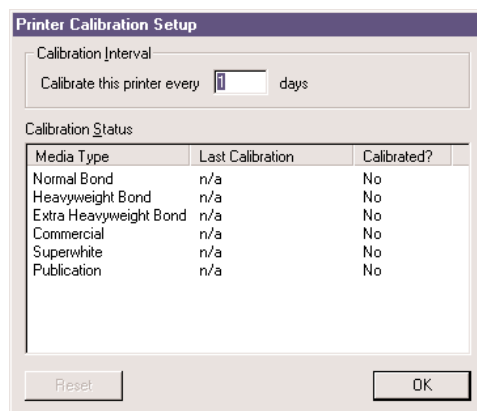 Printer Calibration Setup
Calibration Interval
Calibrate this printer every 1 days
Calibration Status
Media Type Last Calibration Calibrated?
Normal Bond n/a No
Heavyweight Bond n/a No
Extra Heavyweight Bond n/a No
Commercial n/a No
Superwhite n/a No
Publication n/a No
Reset OK